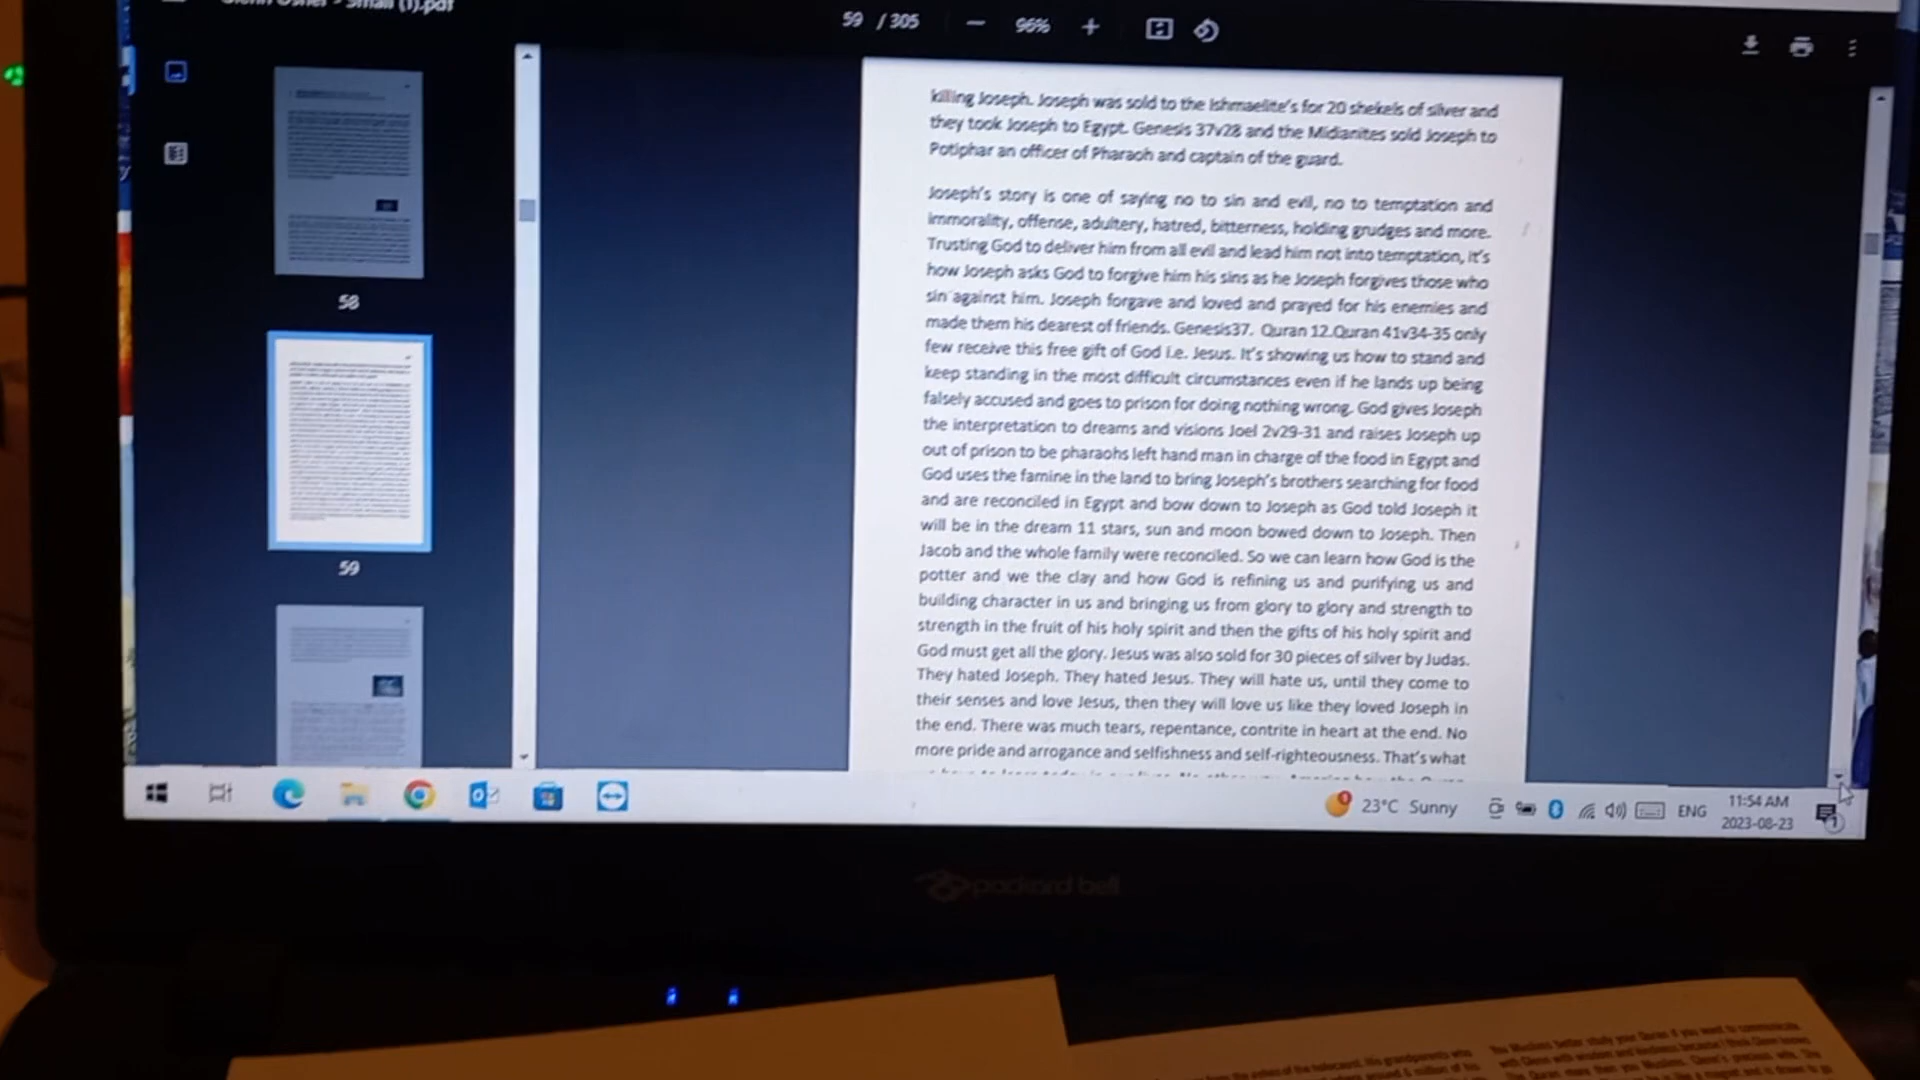 59 / 305
96%
killing Joseph. Joseph was sold to the Ishmaelite's for 20 shekels of silver and
they took Joseph to Egypt. Genesis 37v28 and the Midianites sold Joseph to
Potiphar an officer of Pharaoh and captain of the guard.
Joseph's story is one of saying no to sin and evil, no to temptation and
immorality, offense, adultery, hatred, bitterness, holding grudges and more.
Trusting God to deliver him from all evil and lead him not into temptation, it's
how Joseph asks God to forgive him his sins as he Joseph forgives those who
sin against him. Joseph forgave and loved and prayed for his enemies and
made them his dearest of friends. Genesis37. Quran 12.Quran 41v34-35 only
few receive this free gift of God i.e. Jesus. It's showing us how to stand and
keep standing in the most difficult circumstances even if he lands up being
falsely accused and goes to prison for doing nothing wrong. God gives Joseph
the interpretation to dreams and visions Joel 2v29-31 and raises Joseph up
out of prison to be pharaohs left hand man in charge of the food in Egypt and
God uses the famine in the land to bring Joseph's brothers searching for food
and are reconciled in Egypt and bow down to Joseph as God told Joseph it
will be in the dream 11 stars, sun and moon bowed down to Joseph. Then
Jacob and the whole family were reconciled. So we can learn how God is the
potter and we the clay and how God is refining us and purifying us and
building character in us and bringing us from glory to glory and strength to
strength in the fruit of his holy spirit and then the gifts of his holy spirit and
God must get all the glory. Jesus was also sold for 30 pieces of silver by Judas.
They hated Joseph. They hated Jesus. They will hate us, until they come to
their senses and love Jesus, then they will love us like they loved Joseph in
the end. There was much tears, repentance, contrite in heart at the end. No
more pride and arrogance and selfishness and self-righteousness. That's what
58
59
23°C Sunny
ENG
11:54 AM
2023-08-23
packard bell